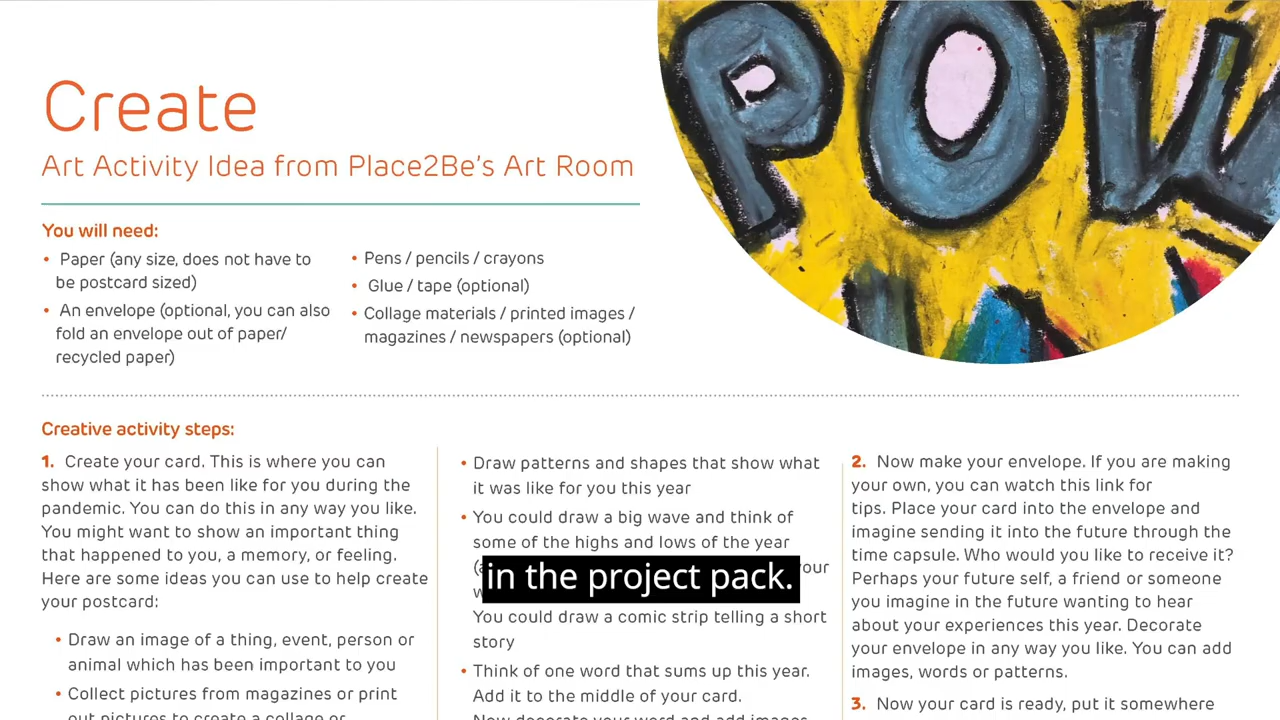 POW
Create
Art Activity Idea from Place2Be's Art Room
You will need:
• Paper (any size, does not have to
be postcard sized)
• An envelope (optional, you can also
fold an envelope out of paper/
recycled paper)
• Pens / pencils / crayons
• Glue / tape (optional)
• Collage materials / printed images /
magazines / newspapers (optional)
Creative activity steps:
1. Create your card. This is where you can
show what it has been like for you during the
pandemic. You can do this in any way you like.
You might want to show an important thing
that happened to you, a memory, or feeling.
Here are some ideas you can use to help create
your postcard:
• Draw an image of a thing, event, person or
animal which has been important to you
• Collect pictures from magazines or print
out pictures to create a collage or
• Draw patterns and shapes that show what
it was like for you this year
• You could draw a big wave and think of
some of the highs and lows of the year
in the project pack.
You could draw a comic strip telling a short
story
• Think of one word that sums up this year.
Add it to the middle of your card.
Now decorate your word and add images
2. Now make your envelope. If you are making
your own, you can watch this link for
tips. Place your card into the envelope and
imagine sending it into the future through the
time capsule. Who would you like to receive it?
Perhaps your future self, a friend or someone
you imagine in the future wanting to hear
about your experiences this year. Decorate
your envelope in any way you like. You can add
images, words or patterns.
3. Now your card is ready, put it somewhere